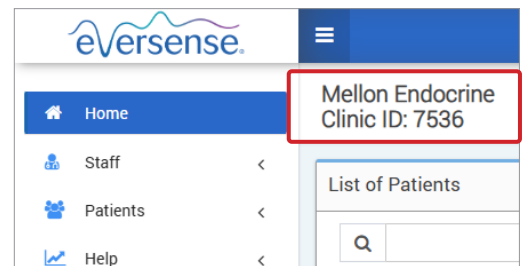 eversense.
Mellon Endocrine
Clinic ID: 7536
Home
Staff
Patients
Help
List of Patients